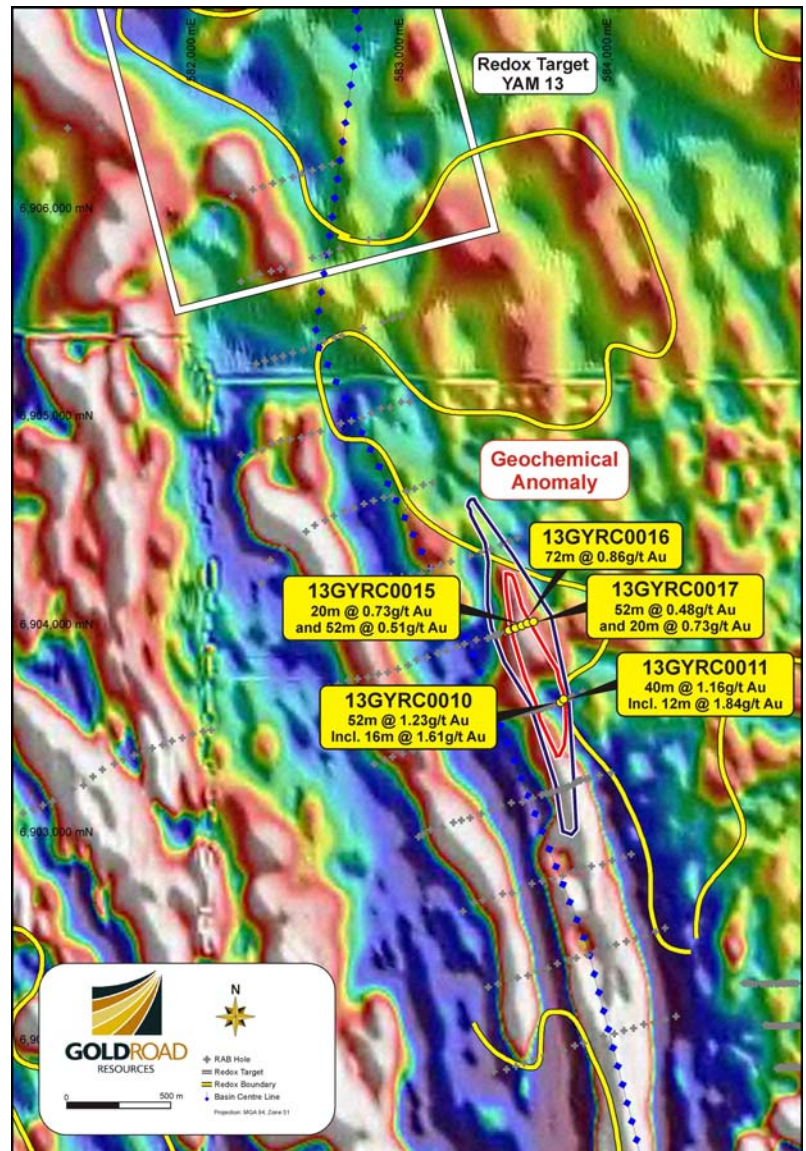 582,000 mE
583,000 mE
584,000 mE
Redox Target
YAM 13
6,906,000 mN
6,905,000 mN
Geochemical
Anomaly
13GYRC0016
72m @ 0.86g/t Au
13GYRC0015
20m @ 0.73g/t Au
and 52m @ 0.51g/t Au
13GYRC0017
52m @ 0.48g/t Au
and 20m @ 0.73g/t Au
6,904,000 mN
13GYRC0010
52m @ 1.23g/t Au
Incl. 16m @ 1.61g/t Au
13GYRC0011
40m @ 1.16g/t Au
Incl. 12m @ 1.84g/t Au
6,903,000 mN
GOLDROAD
RESOURCES
N
RAB Hole
Redox Target
Redox Boundary
Basin Centre Line
Projection: MGA 94, Zone 51
0 500 m